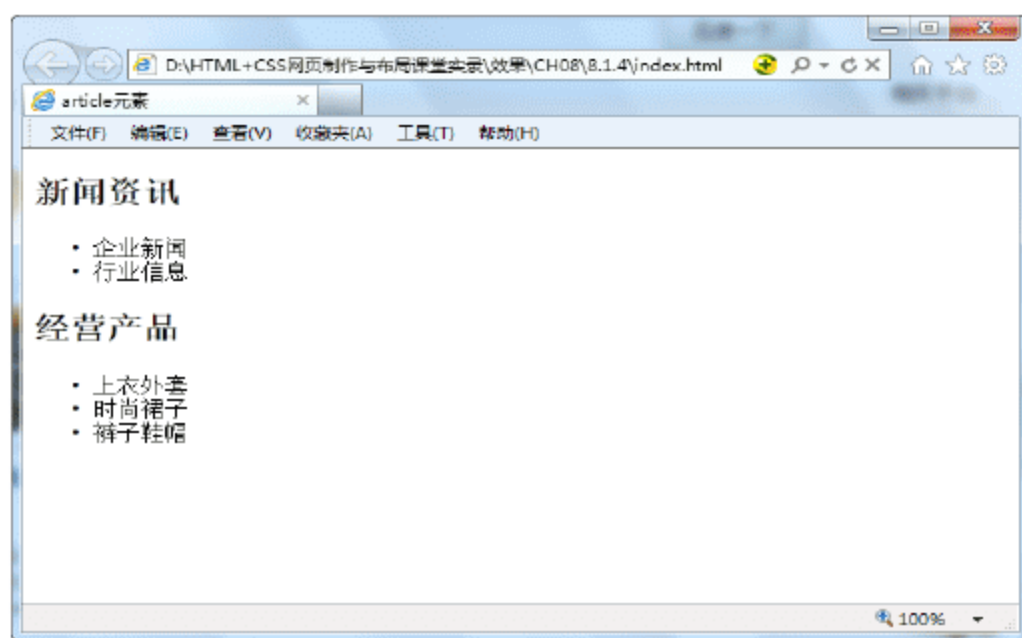 D:\HTML+CSS网页制作与布局课堂实录\效果\CH08\8.1.4\index.html
article元素
文件(F) 编辑(E) 查看(V) 收藏夹(A) 工具(T) 帮助(H)
新闻资讯
• 企业新闻
• 行业信息
经营产品
• 上衣外套
• 时尚裙子
• 裤子鞋帽
100%